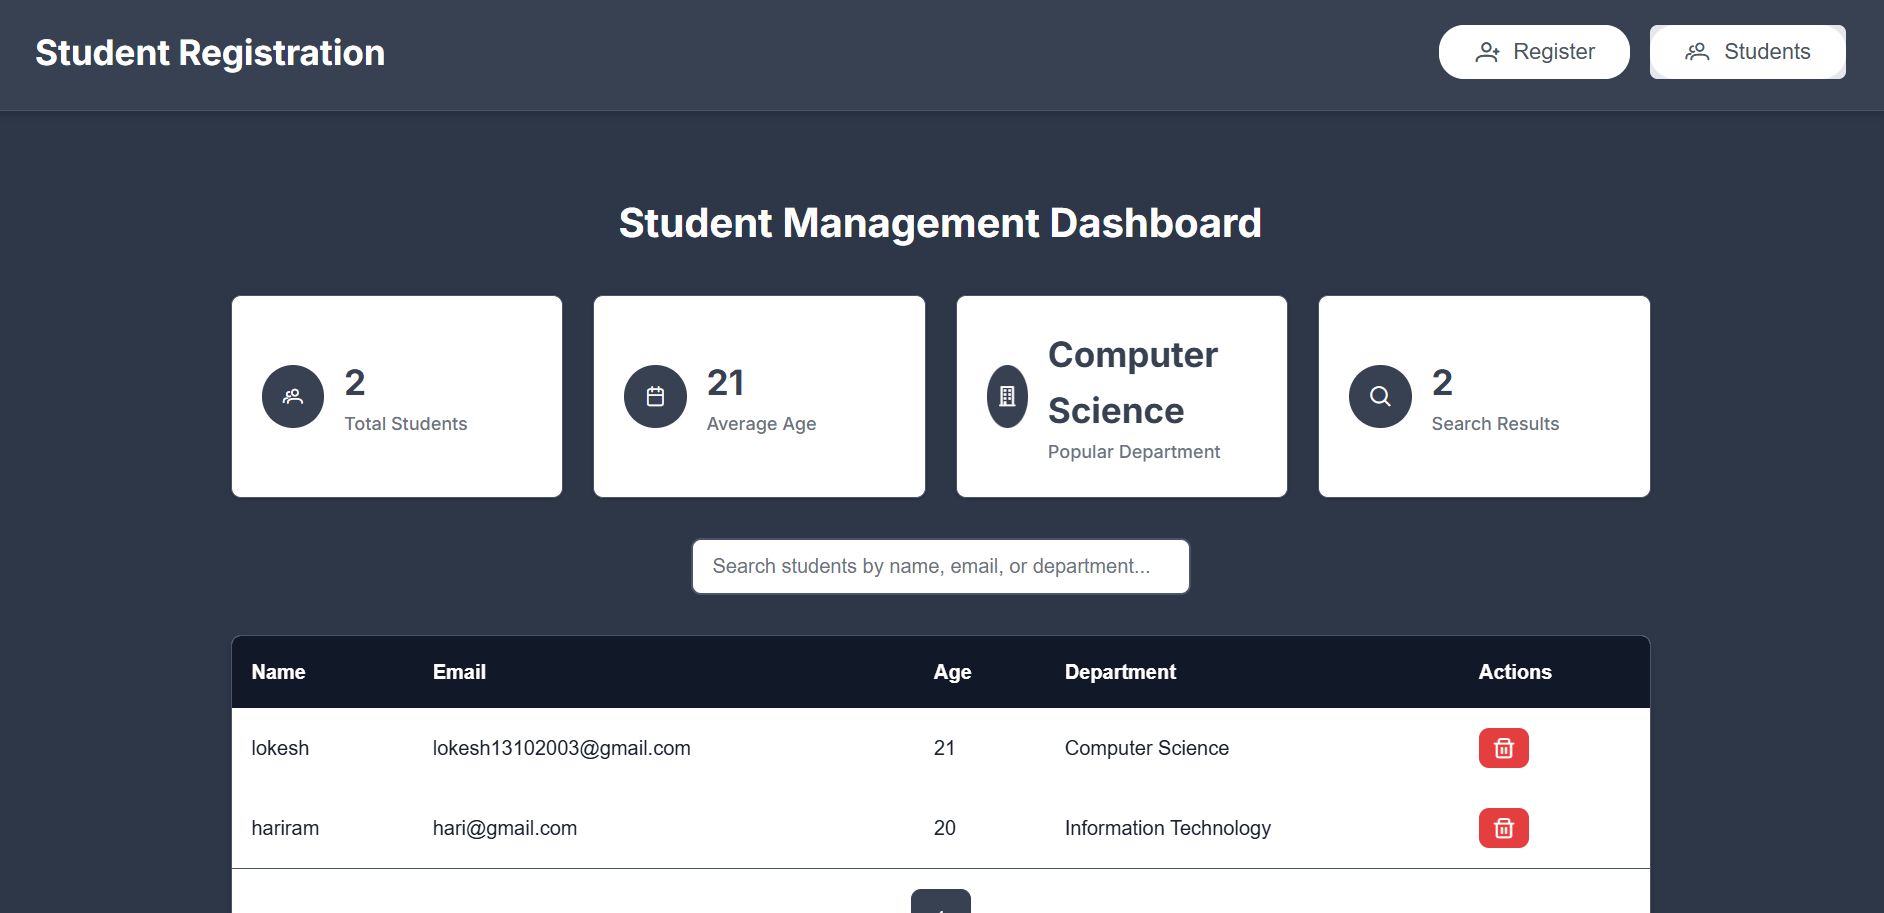 Student Registration
Register
Students
Student Management Dashboard
2
Total Students
21
Average Age
Computer
Science
Popular Department
2
Search Results
Search students by name, email, or department...
Name Email Age Department Actions
lokesh lokesh13102003@gmail.com 21 Computer Science
hariram hari@gmail.com 20 Information Technology